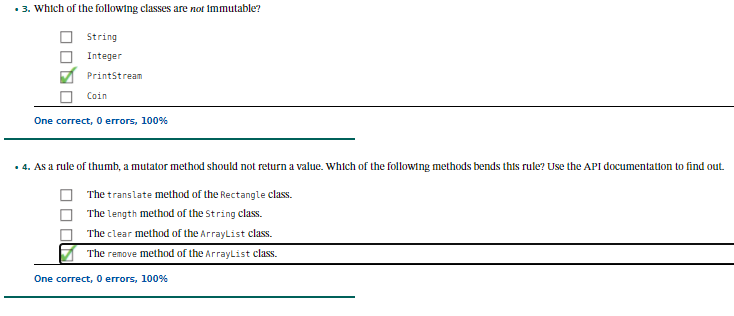 • 3. Which of the following classes are not immutable?
String
Integer
PrintStream
Coin
One correct, 0 errors, 100%
• 4. As a rule of thumb, a mutator method should not return a value. Which of the following methods bends this rule? Use the API documentation to find out.
The translate method of the Rectangle class.
The length method of the String class.
The clear method of the ArrayList class.
The remove method of the ArrayList class.
One correct, 0 errors, 100%